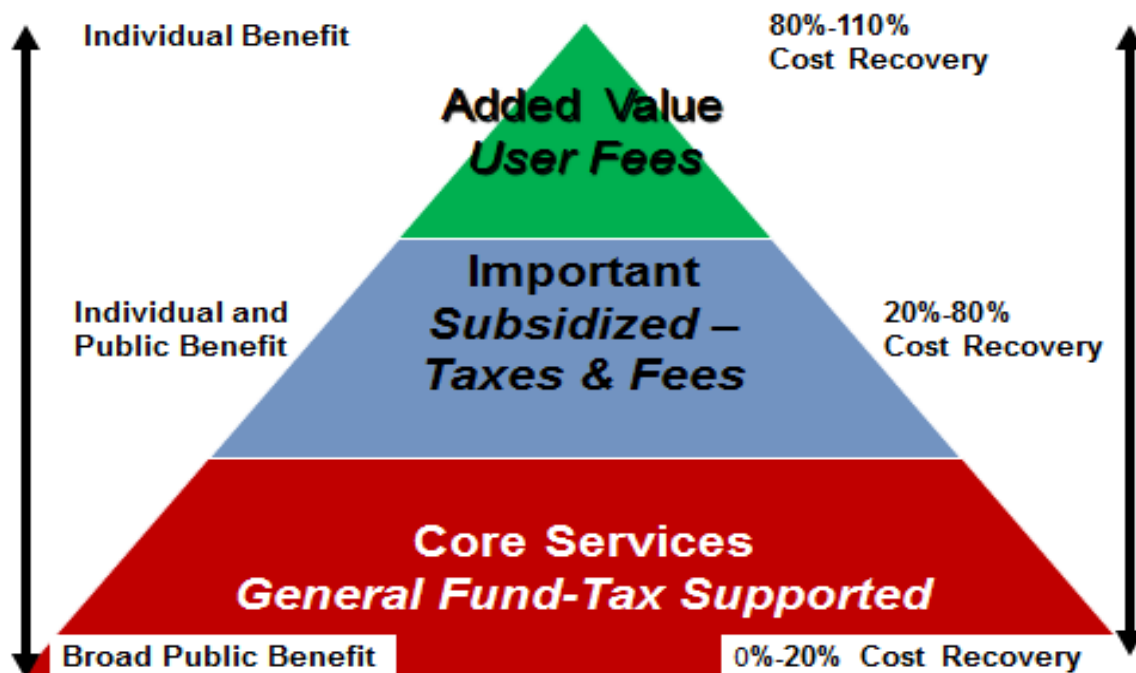 Individual Benefit
80%-110%
Cost Recovery
Added Value
User Fees
Important
Subsidized –
Taxes & Fees
Individual and
Public Benefit
20%-80%
Cost Recovery
Core Services
General Fund-Tax Supported
Broad Public Benefit
0%-20% Cost Recovery